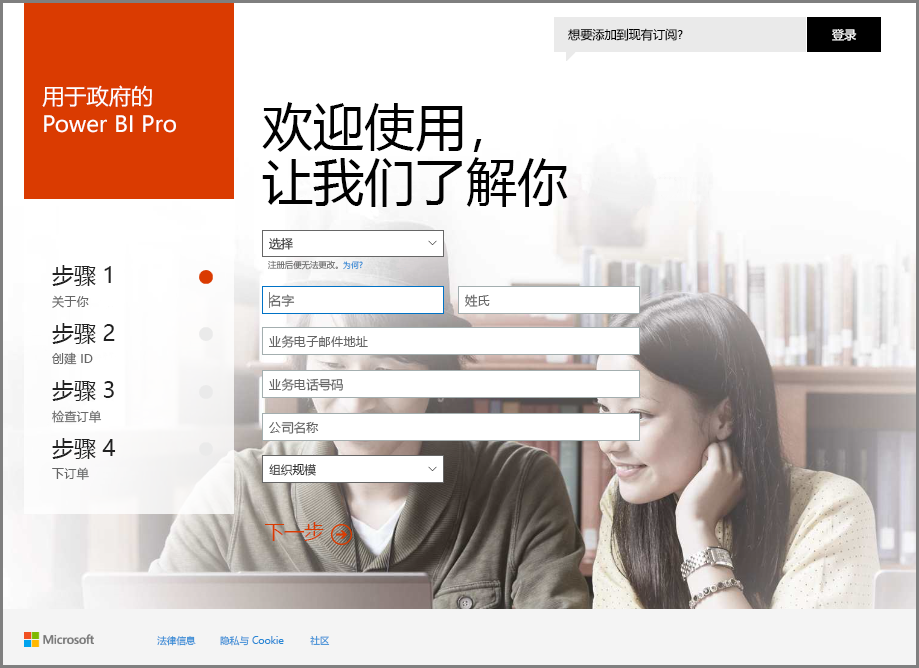 用于政府的
Power BI Pro
想要添加到现有订阅?
登录
欢迎使用，
让我们了解你
步骤 1
关于你
步骤 2
创建 ID
步骤 3
检查订单
步骤 4
下订单
选择
注册后便无法更改。为何?
名字
姓氏
业务电子邮件地址
业务电话号码
公司名称
组织规模
下一步
Microsoft
法律信息
隐私与 Cookie
社区